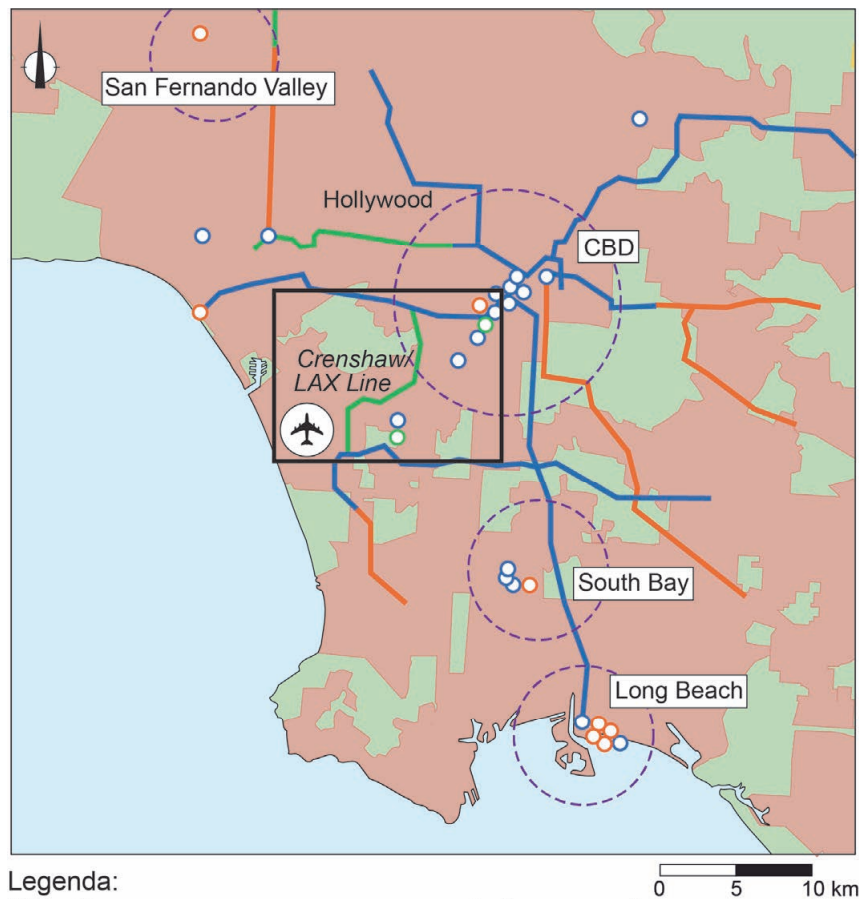 San Fernando Valley
Hollywood
CBD
Crenshaw/
LAX Line
South Bay
Long Beach
Legenda:
0 5 10 km